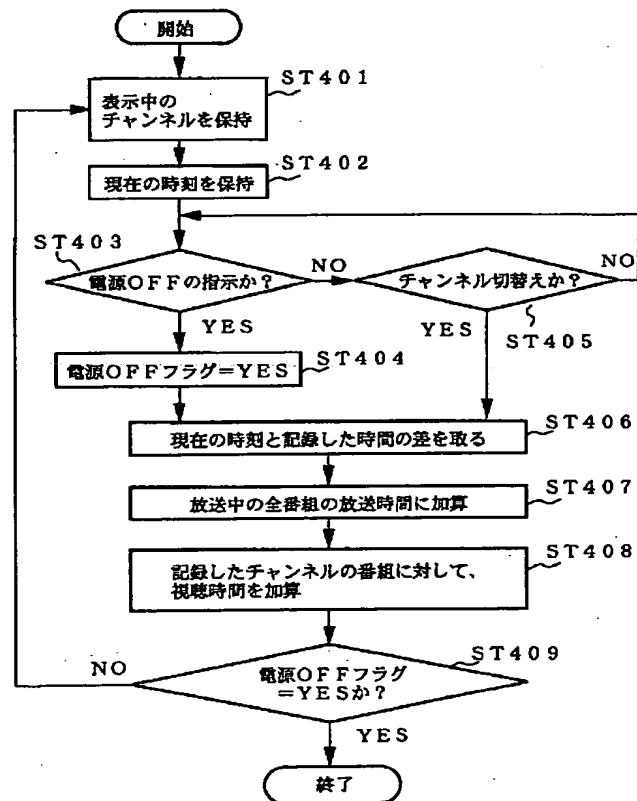 開始
ST401
表示中の
チャンネルを保持
ST402
現在の時刻を保持
ST403
電源OFFの指示か?
NO
チャンネル切替えか?
NO
YES
YES
ST405
ST404
電源OFFフラグ=YES
ST406
現在の時刻と記録した時間の差を取る
ST407
放送中の全番組の放送時間に加算
ST408
記録したチャンネルの番組に対して、
視聴時間を加算
ST409
NO
電源OFFフラグ
=YESか?
YES
終了